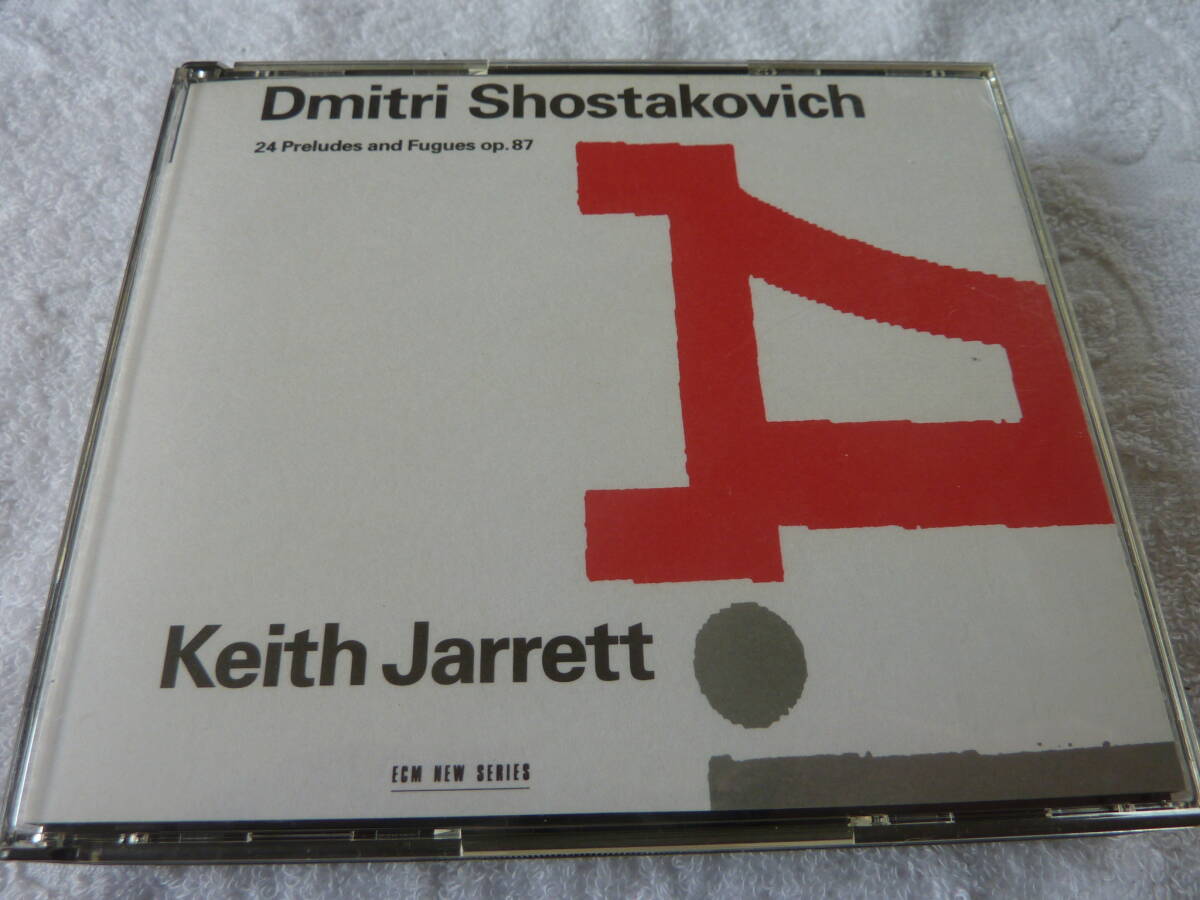 Dmitri Shostakovich
24 Preludes and Fugues op. 87
Keith Jarrett
ECM NEW SERIES